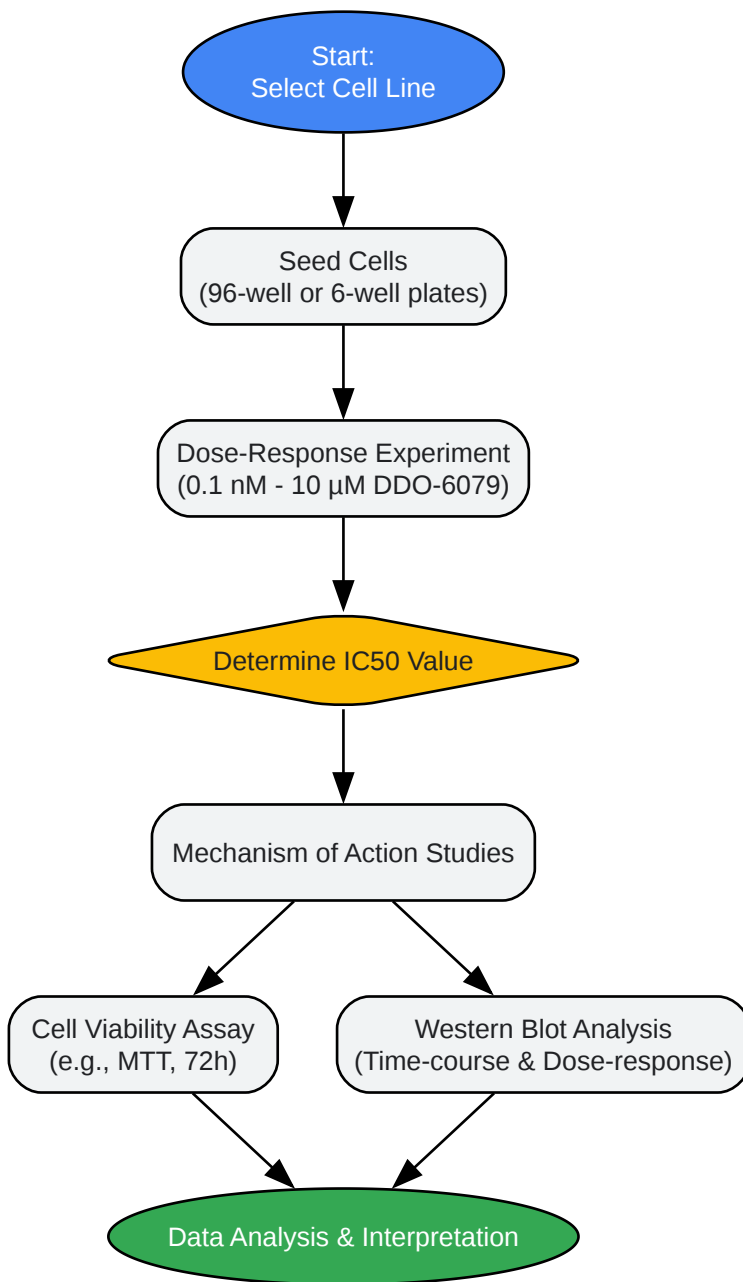 Start:
Select Cell Line
Seed Cells
(96-well or 6-well plates)
Dose-Response Experiment
(0.1 nM - 10 µM DDO-6079)
Determine IC50 Value
Mechanism of Action Studies
Cell Viability Assay
(e.g., MTT, 72h)
Western Blot Analysis
(Time-course & Dose-response)
Data Analysis & Interpretation